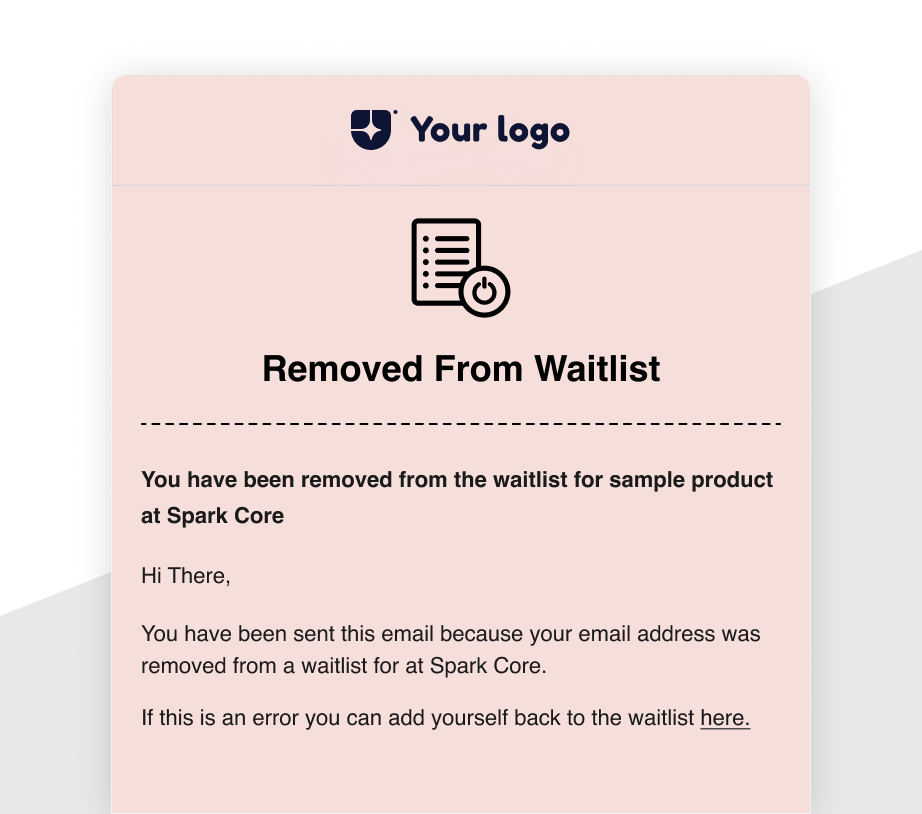 Your logo
Removed From Waitlist
You have been removed from the waitlist for sample product
at Spark Core
Hi There,
You have been sent this email because your email address was
removed from a waitlist for at Spark Core.
If this is an error you can add yourself back to the waitlist here.